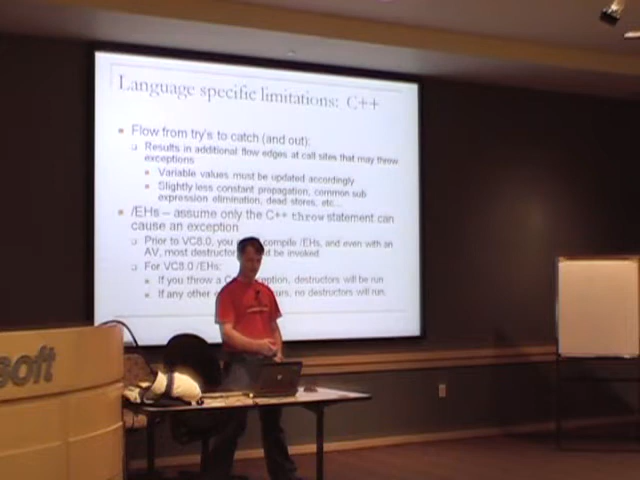 Language specific limitations: C++
Flow from try's to catch (and out):
Results in additional flow edges at call sites that may throw
exceptions
Variable values must be updated accordingly
Slightly less constant propagation, common sub
expression elimination, dead stores, etc...
/EHs – assume only the C++ throw statement can
cause an exception
Prior to VC8.0, you compile /EHs, and even with an
AV, most destructors be invoked
For VC8.0 /EHs:
If you throw a exception, destructors will be run
If any other no destructors will run.
soft